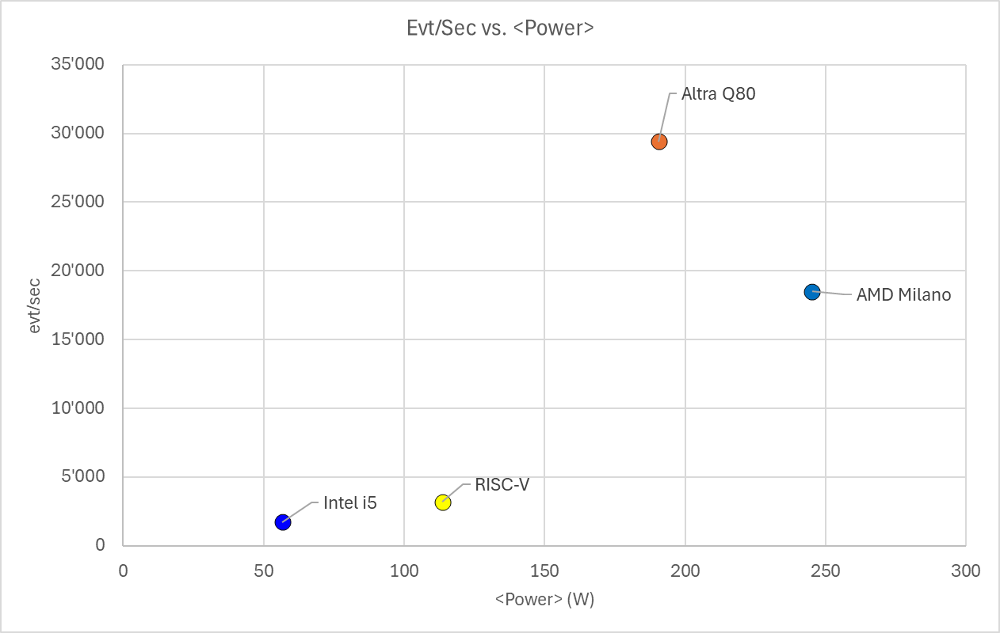 Evt/Sec vs. <Power>
35'000
30'000
25'000
20'000
15'000
10'000
5'000
0
evt/sec
Altra Q80
AMD Milano
RISC-V
Intel i5
0 50 100 150 200 250 300
<Power> (W)